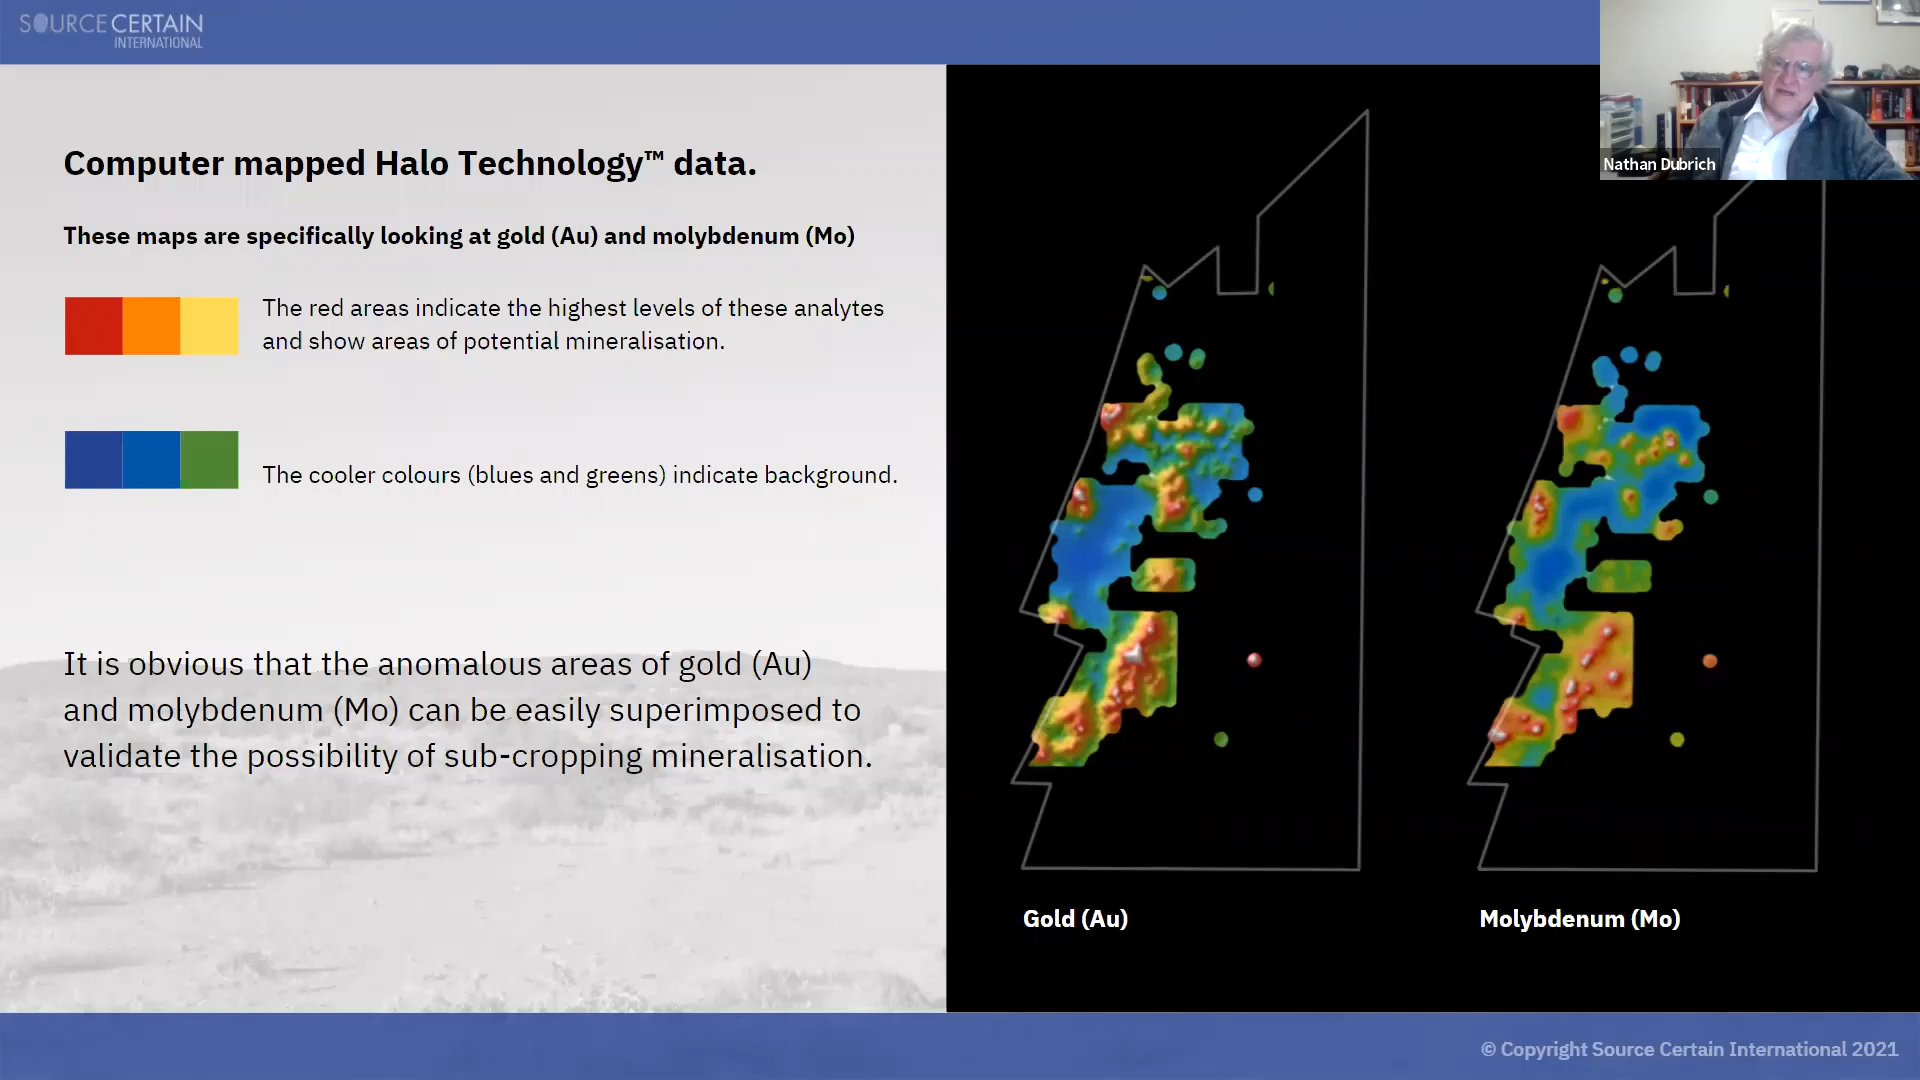 SOURCE CERTAIN
INTERNATIONAL
Nathan Dubrich
Computer mapped Halo Technology™ data.
These maps are specifically looking at gold (Au) and molybdenum (Mo)
The red areas indicate the highest levels of these analytes
and show areas of potential mineralisation.
The cooler colours (blues and greens) indicate background.
It is obvious that the anomalous areas of gold (Au)
and molybdenum (Mo) can be easily superimposed to
validate the possibility of sub-cropping mineralisation.
Gold (Au)
Molybdenum (Mo)
© Copyright Source Certain International 2021